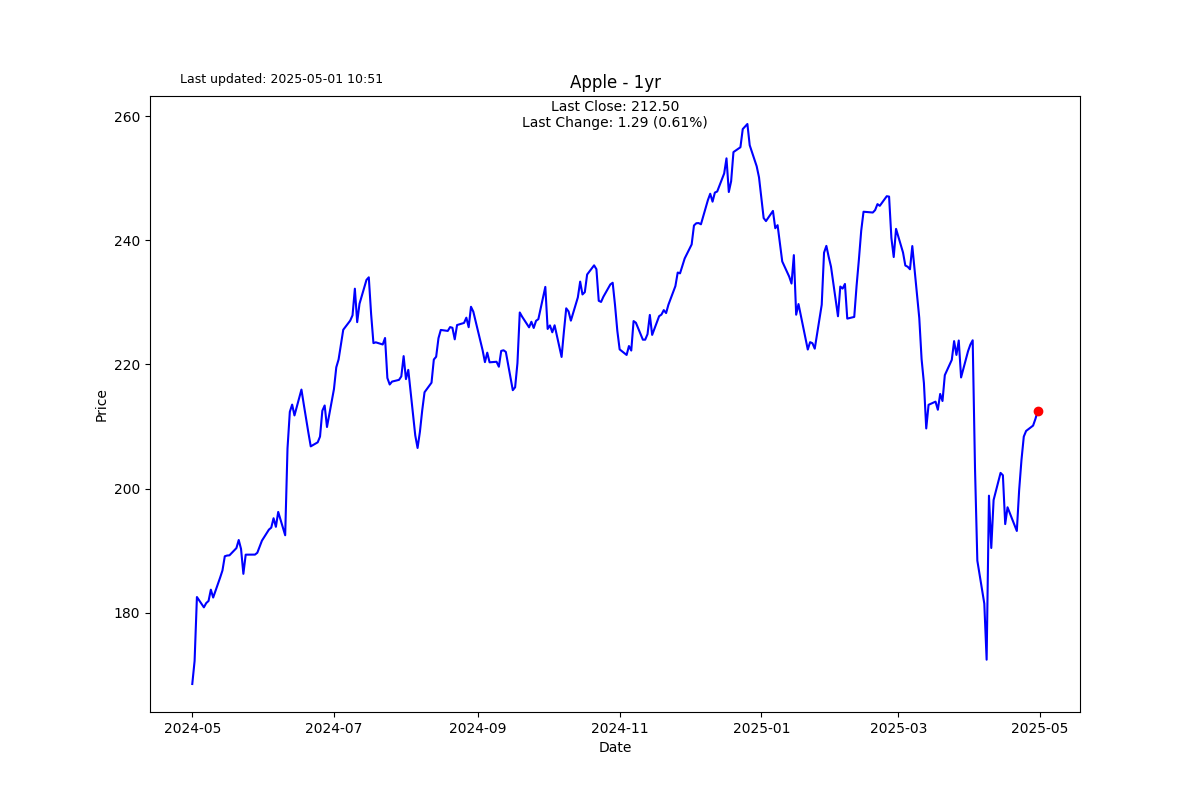 Last updated: 2025-05-01 10:51
Apple - 1yr
Last Close: 212.50
Last Change: 1.29 (0.61%)
260
240
220
200
180
Price
2024-05
2024-07
2024-09
2024-11
2025-01
2025-03
2025-05
Date